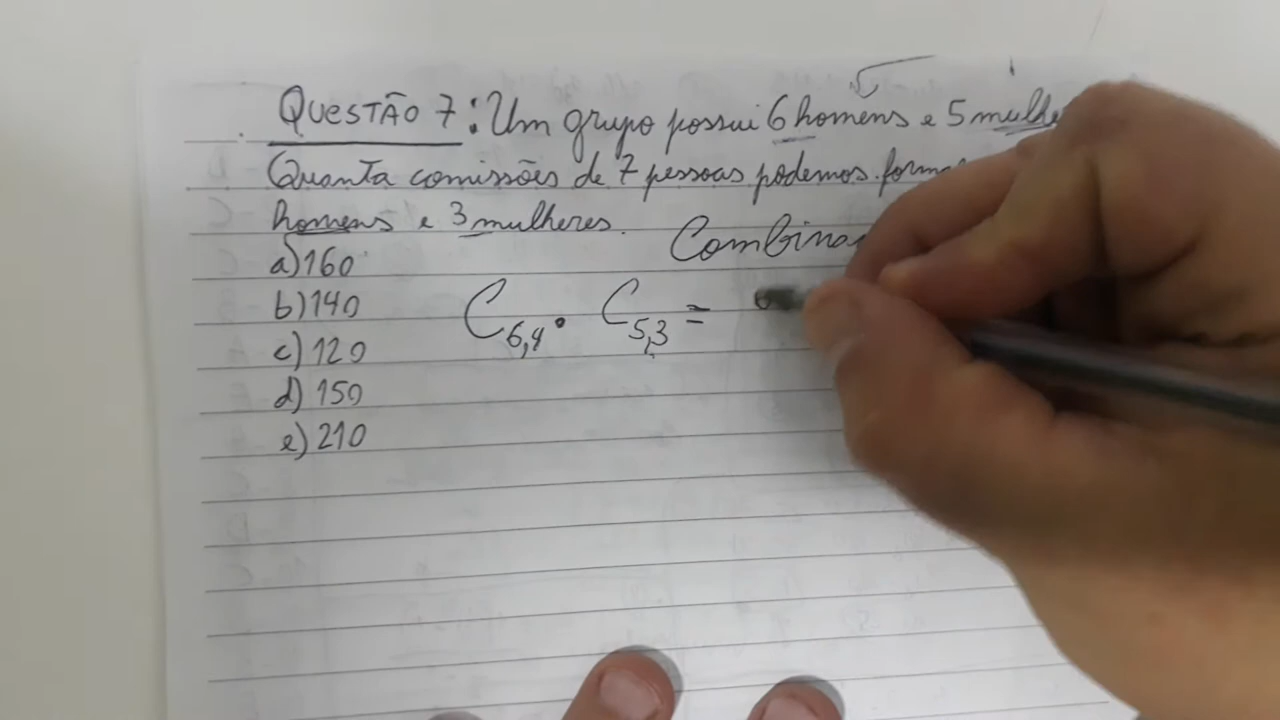 QUESTÃO 7: Um grupo possui 6 homens e 5
Quanta comissões de 7 pessoas podemos
homens e 3 mulheres.
Combina
a) 160
b) 140
C6,4 · C5,3 =
c) 120
d) 150
e) 210